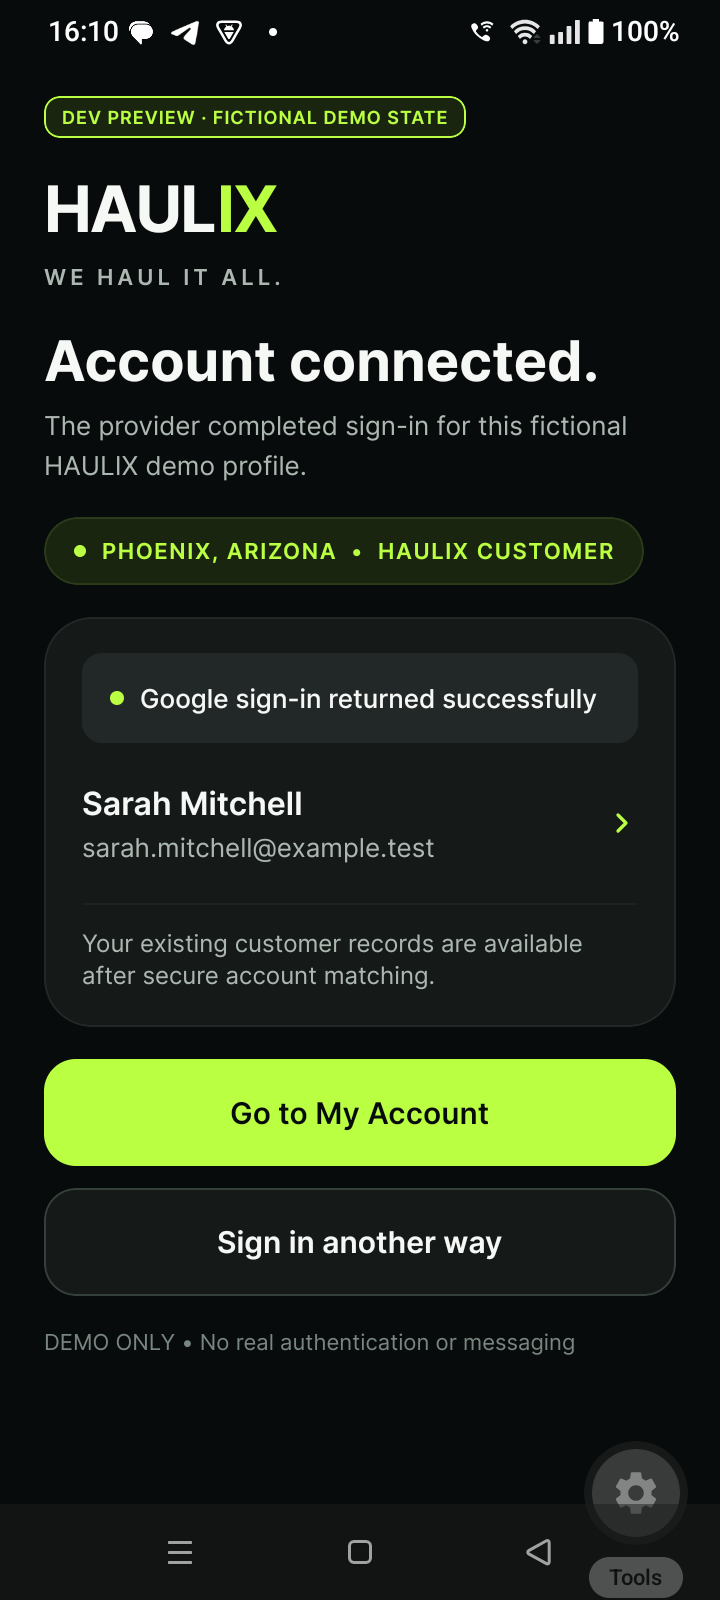 16:10 100%
DEV PREVIEW · FICTIONAL DEMO STATE
HAULIX
WE HAUL IT ALL.
Account connected.
The provider completed sign-in for this fictional
HAULIX demo profile.
PHOENIX, ARIZONA • HAULIX CUSTOMER
Google sign-in returned successfully
Sarah Mitchell
sarah.mitchell@example.test
Your existing customer records are available
after secure account matching.
Go to My Account
Sign in another way
DEMO ONLY • No real authentication or messaging
Tools